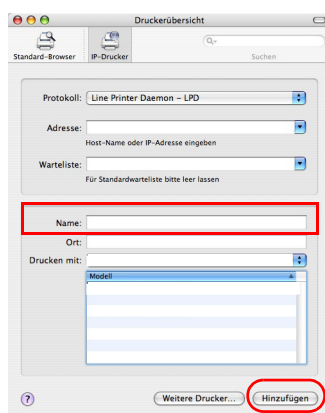 Druckerübersicht
Standard-Browser IP-Drucker Suchen
Protokoll: Line Printer Daemon – LPD
Adresse:
Host-Name oder IP-Adresse eingeben
Warteliste:
Für Standardwarteliste bitte leer lassen
Name:
Ort:
Drucken mit:
Modell
? Weitere Drucker... Hinzufügen